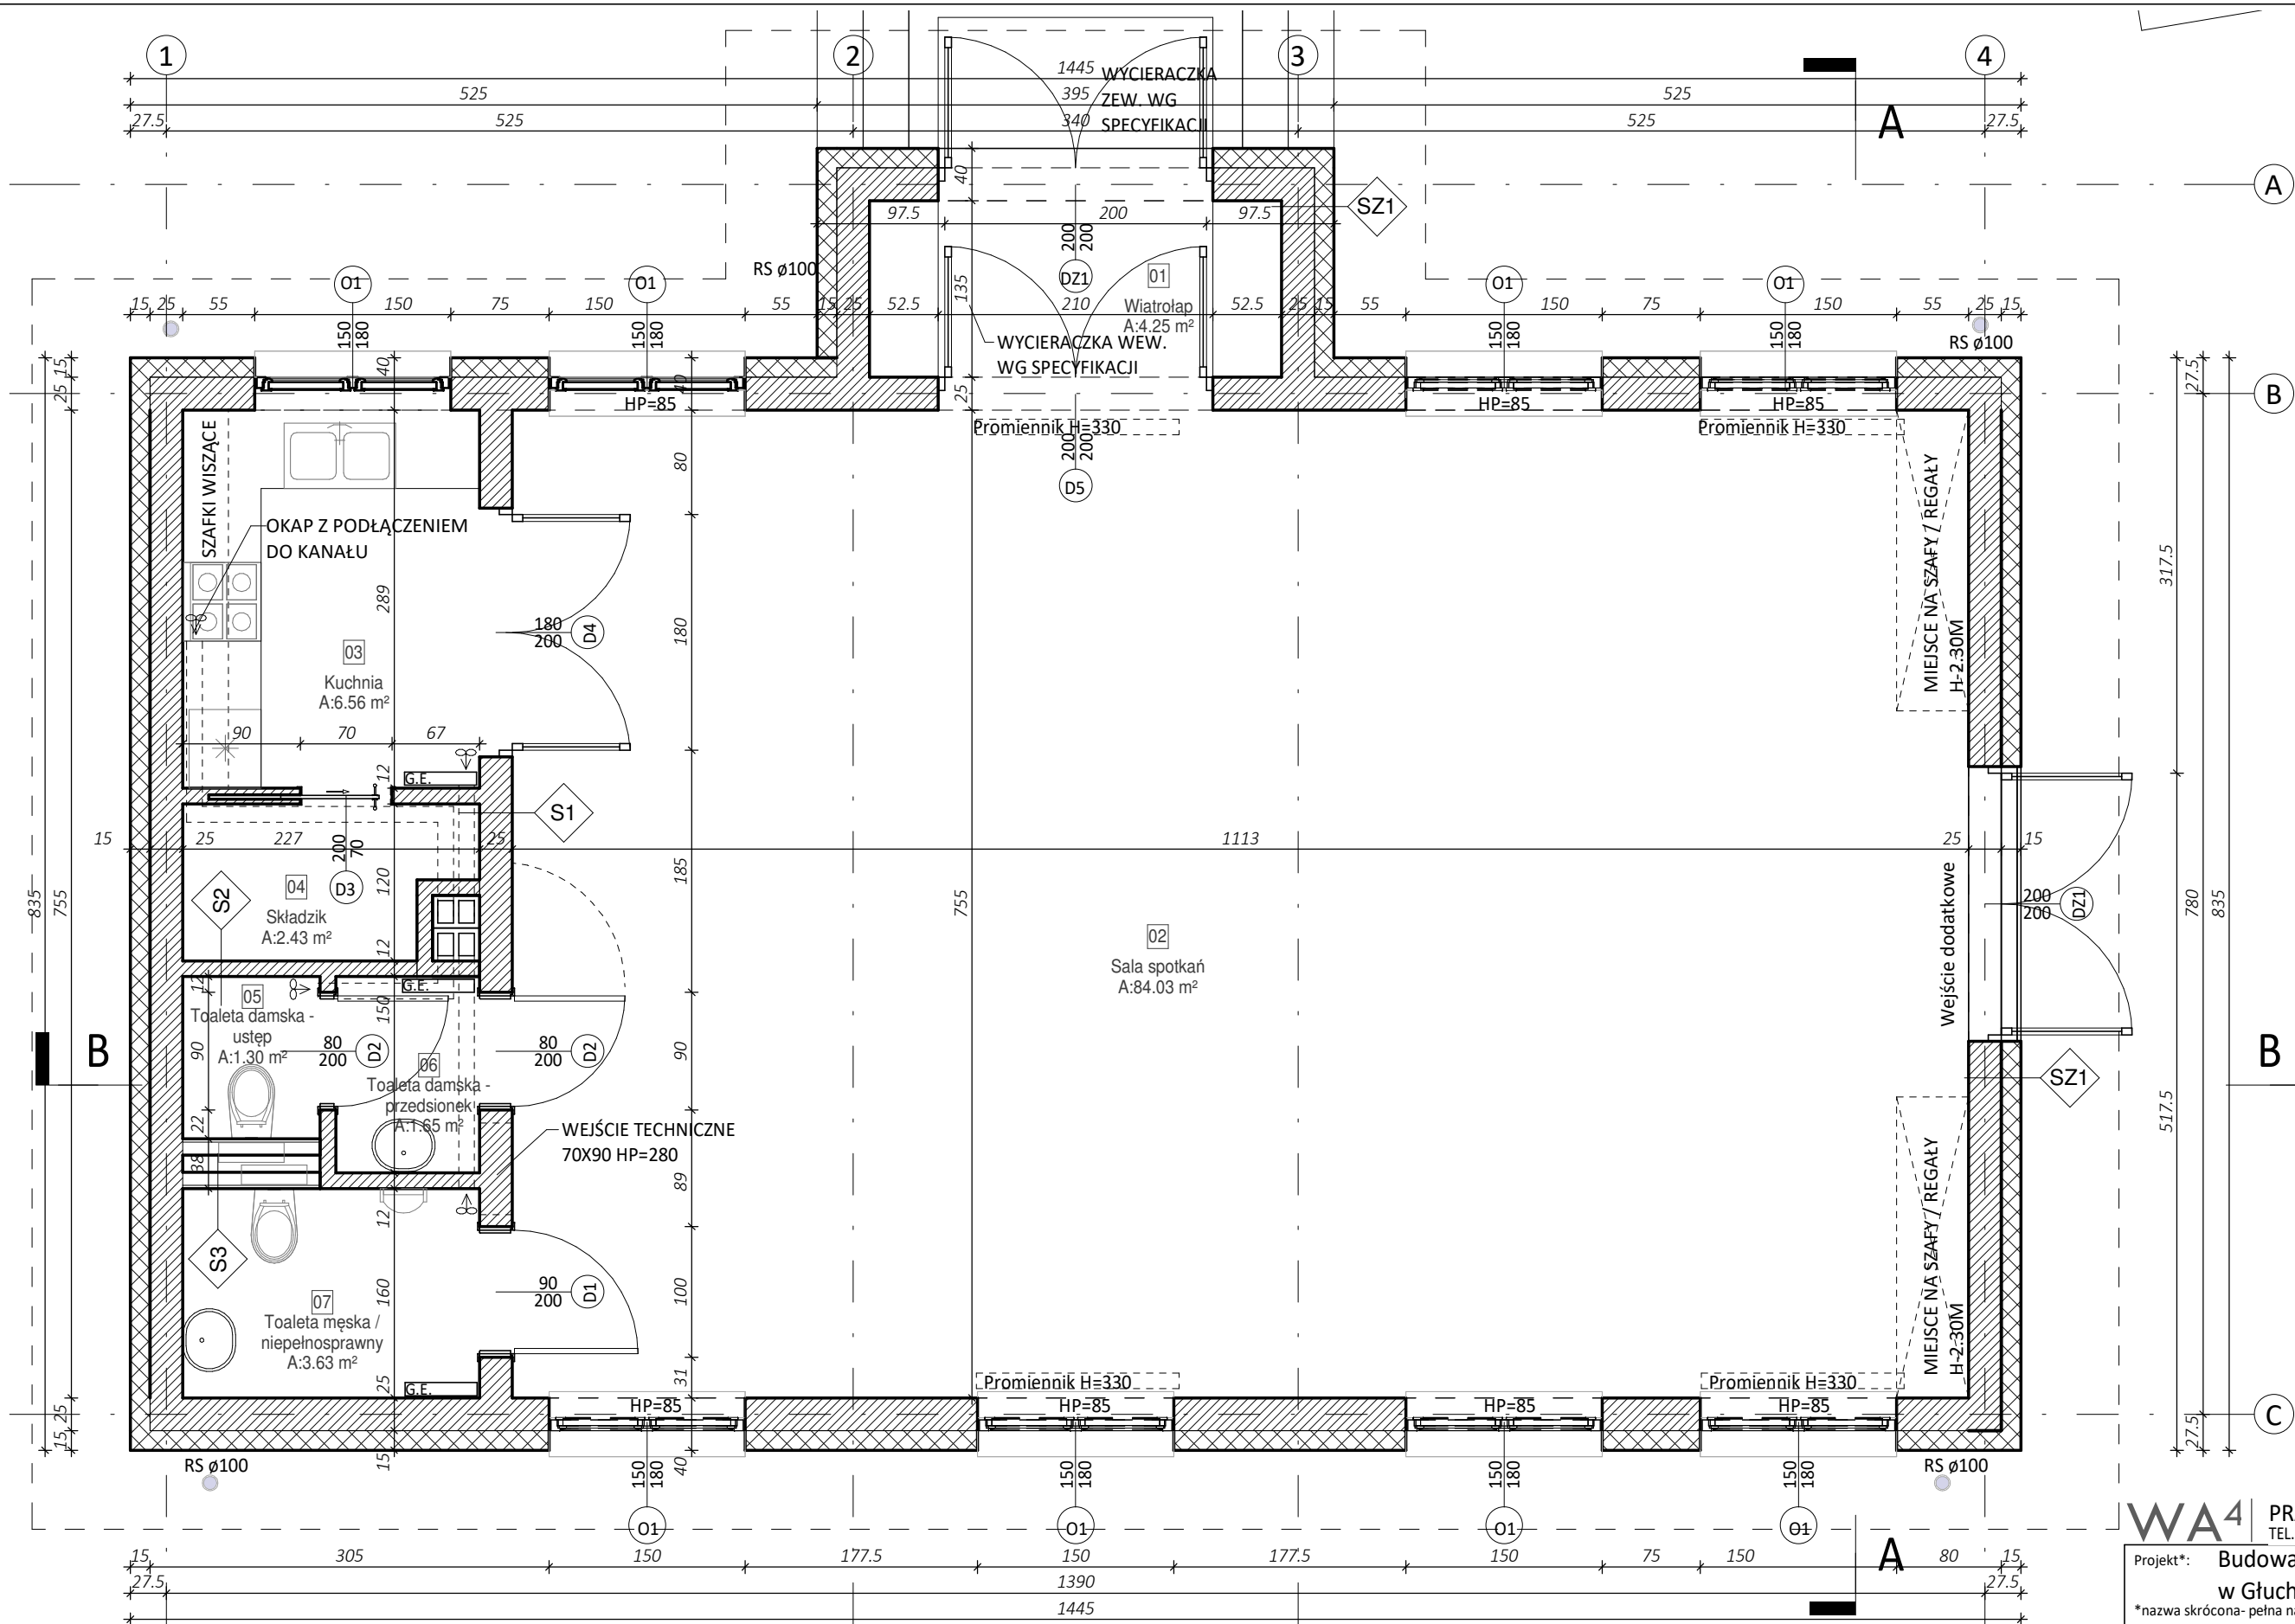 1
2
3
4
1445
WYCIERACZKA
ZEW. WG
SPECYFIKACJI
525
395
525
27.5
525
340
525
27.5
A
A
40
97.5
200
97.5
SZ1
RS ø100
O1
O1
200
200
DZ1
01
Wiatrołap
A:4.25 m²
O1
O1
135
15
25
55
150
75
150
55
15
25
52.5
210
52.5
25
15
55
150
75
150
55
25
15
150
180
150
180
150
180
150
180
RS ø100
WYCIERACZKA WEW.
WG SPECYFIKACJI
15
25
40
40
25
27.5
B
HP=85
HP=85
HP=85
Promiennik H=330
Promiennik H=330
200
200
D5
SZAFKI WISZĄCE
80
OKAP Z PODŁĄCZENIEM
DO KANAŁU
MIEJSCE NA SZAFY / REGAŁY
H-2.30M
317.5
289
180
200
D4
180
03
Kuchnia
A:6.56 m²
90
70
67
12
G.E.
S1
15
25
227
200
70
25
1113
25
15
D3
120
185
835
755
755
780
835
S2
04
Składzik
A:2.43 m²
12
Wejście dodatkowe
200
200
DZ1
02
Sala spotkań
A:84.03 m²
G.E.
12
05
Toaleta damska -
ustęp
A:1.30 m²
150
90
80
200
D2
80
200
D2
90
B
B
06
Toaleta damska -
przedsionek
A:1.65 m²
SZ1
22
38
WEJŚCIE TECHNICZNE
70X90 HP=280
89
517.5
MIEJSCE NA SZAFY / REGAŁY
H-2.30M
12
S3
160
90
200
D1
100
07
Toaleta męska /
niepełnosprawny
A:3.63 m²
25
G.E.
31
Promiennik H=330
Promiennik H=330
HP=85
HP=85
HP=85
HP=85
25
15
15
40
27.5
C
RS ø100
RS ø100
150
180
150
180
150
180
150
180
O1
O1
O1
O1
WA4
PR
TEL.
15
305
150
177.5
150
177.5
150
75
150
A
80
15
27.5
1390
27.5
1445
Projekt*:
Budowa
w Głuch
*nazwa skrócona- pełna n